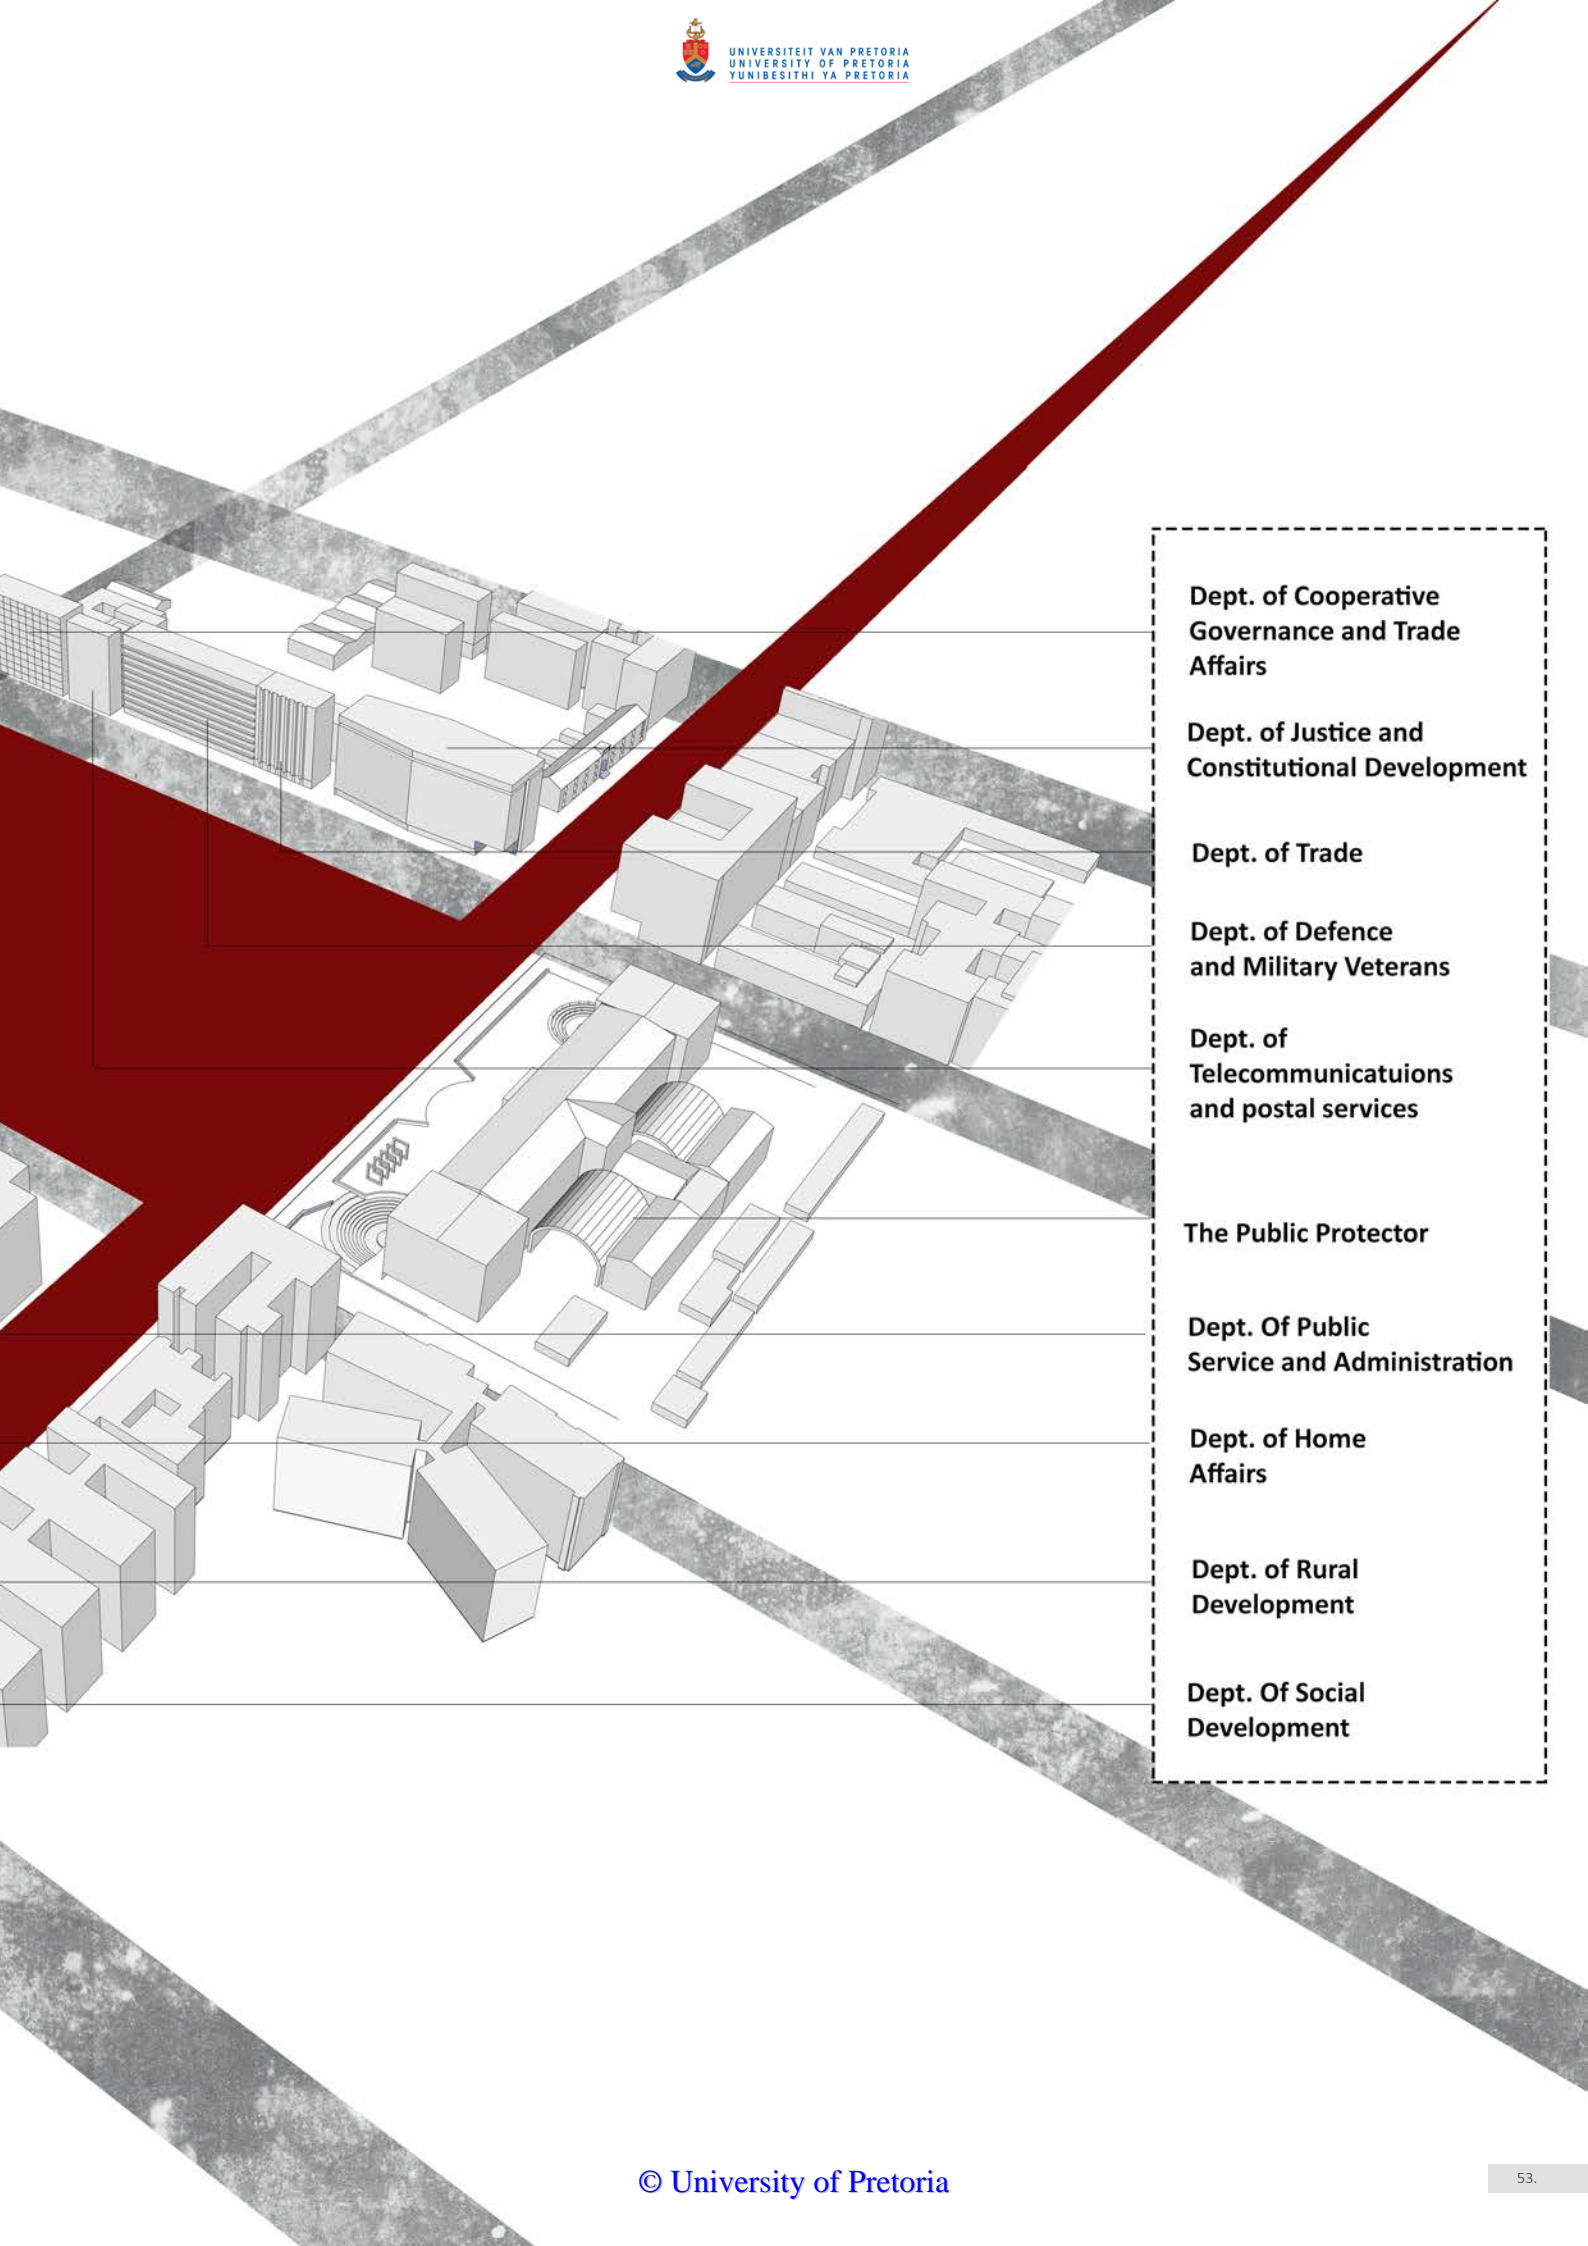 UNIVERSITEIT VAN PRETORIA
UNIVERSITY OF PRETORIA
YUNIBESITHI YA PRETORIA
Dept. of Cooperative
Governance and Trade
Affairs
Dept. of Justice and
Constitutional Development
Dept. of Trade
Dept. of Defence
and Military Veterans
Dept. of
Telecommunicatuions
and postal services
The Public Protector
Dept. Of Public
Service and Administration
Dept. of Home
Affairs
Dept. of Rural
Development
Dept. Of Social
Development
© University of Pretoria
53.